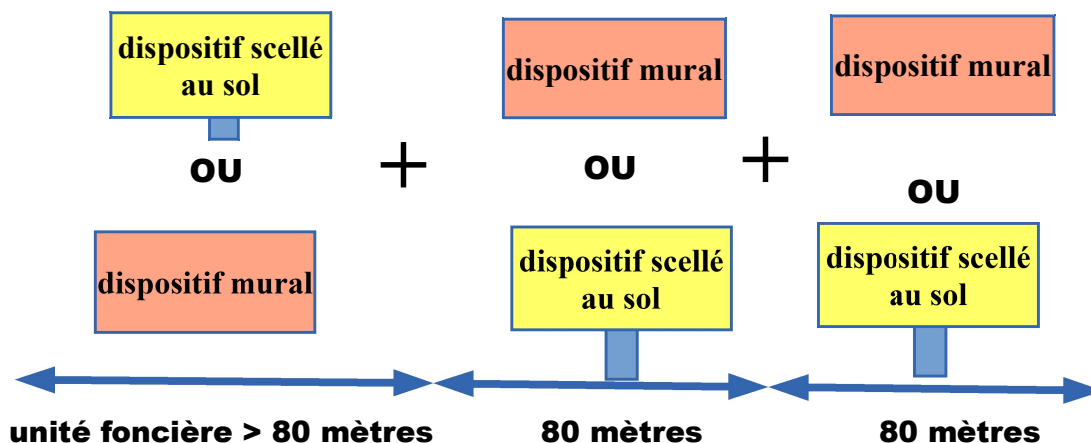 dispositif scellé
au sol
OU
dispositif mural
+
dispositif mural
OU
dispositif scellé
au sol
+
dispositif mural
OU
dispositif scellé
au sol
unité foncière > 80 mètres
80 mètres
80 mètres